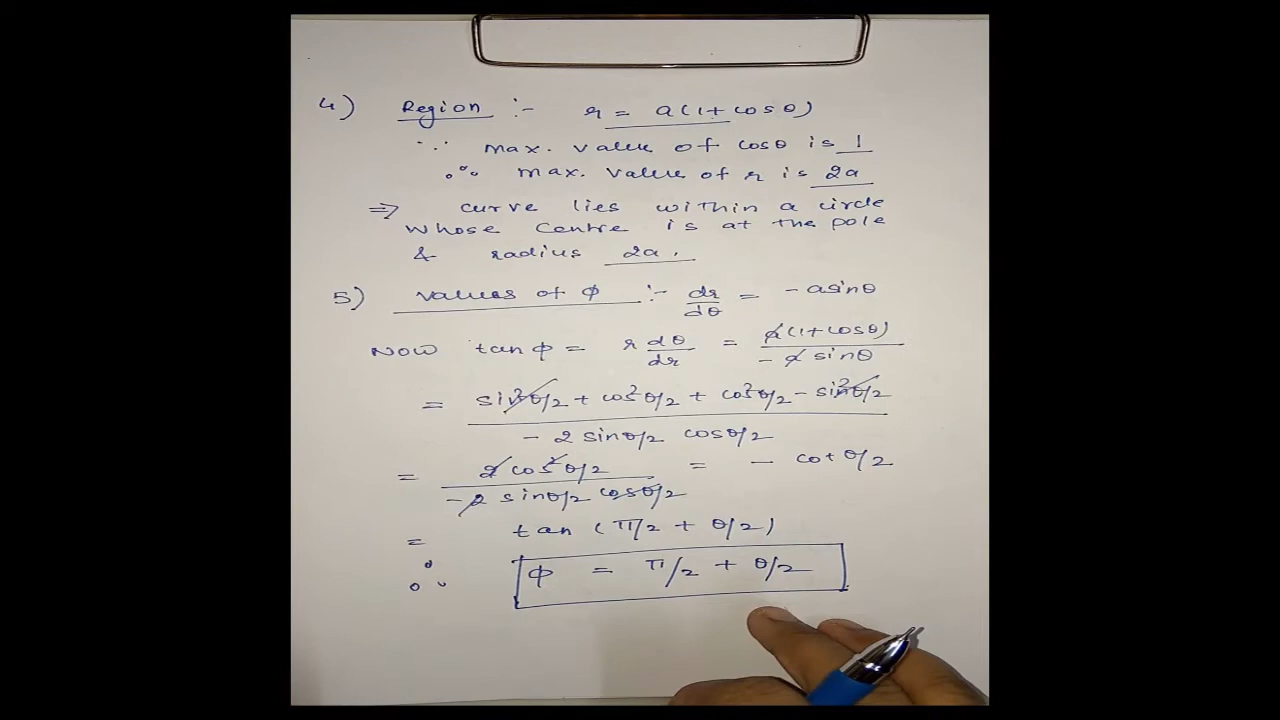 4) Region :- r = a(1+cosθ)
∵ max. value of cosθ is 1
∴ max. value of r is 2a
⇒ curve lies within a circle
whose centre is at the pole
& radius 2a.
5) values of φ :- dr/dθ = -asinθ
Now tanφ = r dθ/dr = a(1+cosθ)/-a sinθ
= sin²θ/2 + cos²θ/2 + cos²θ/2 - sin²θ/2 / -2 sinθ/2 cosθ/2
= 2cos²θ/2 / -2 sinθ/2 cosθ/2 = - cot θ/2
= tan (π/2 + θ/2)
∴ φ = π/2 + θ/2